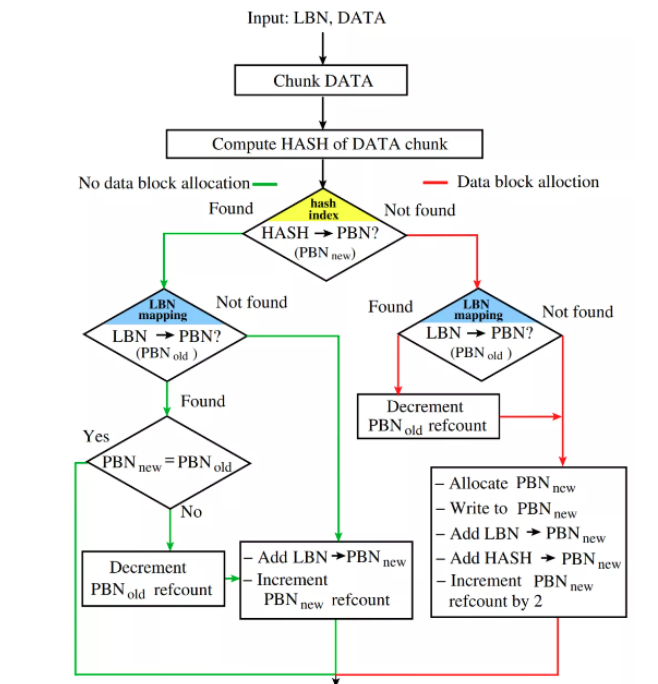 Input: LBN, DATA
Chunk DATA
Compute HASH of DATA chunk
No data block allocation
Data block alloction
Found
hash
index
Not found
HASH → PBN?
(PBN new)
LBN
mapping
Not found
LBN → PBN?
(PBN old )
Found
LBN
mapping
Not found
LBN → PBN?
(PBN old )
Found
Decrement
PBN old refcount
Yes
PBN new = PBN old
No
Decrement
PBN old refcount
– Add LBN → PBN new
– Increment
PBN new refcount
– Allocate PBN new
– Write to PBN new
– Add LBN → PBN new
– Add HASH → PBN new
– Increment PBN new
refcount by 2